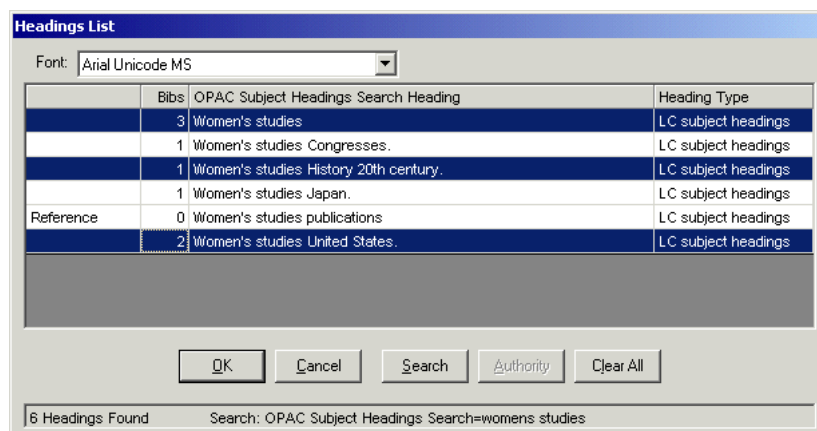 Headings List
Font: Arial Unicode MS
Bibs OPAC Subject Headings Search Heading Heading Type
3 Women's studies LC subject headings
1 Women's studies Congresses. LC subject headings
1 Women's studies History 20th century. LC subject headings
1 Women's studies Japan. LC subject headings
Reference 0 Women's studies publications LC subject headings
2 Women's studies United States. LC subject headings
OK Cancel Search Authority Clear All
6 Headings Found Search: OPAC Subject Headings Search=womens studies